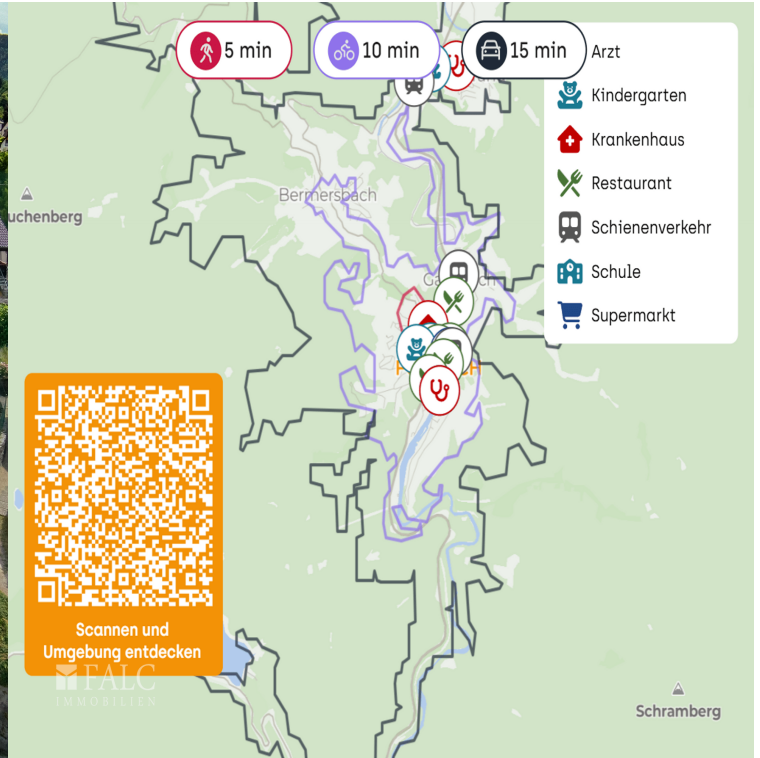 5 min
10 min
15 min
Arzt
Kindergarten
Krankenhaus
Restaurant
Schienenverkehr
Schule
Supermarkt
Bermersbach
uchenberg
Scannen und
Umgebung entdecken
FALC
IMMOBILIEN
Schramberg